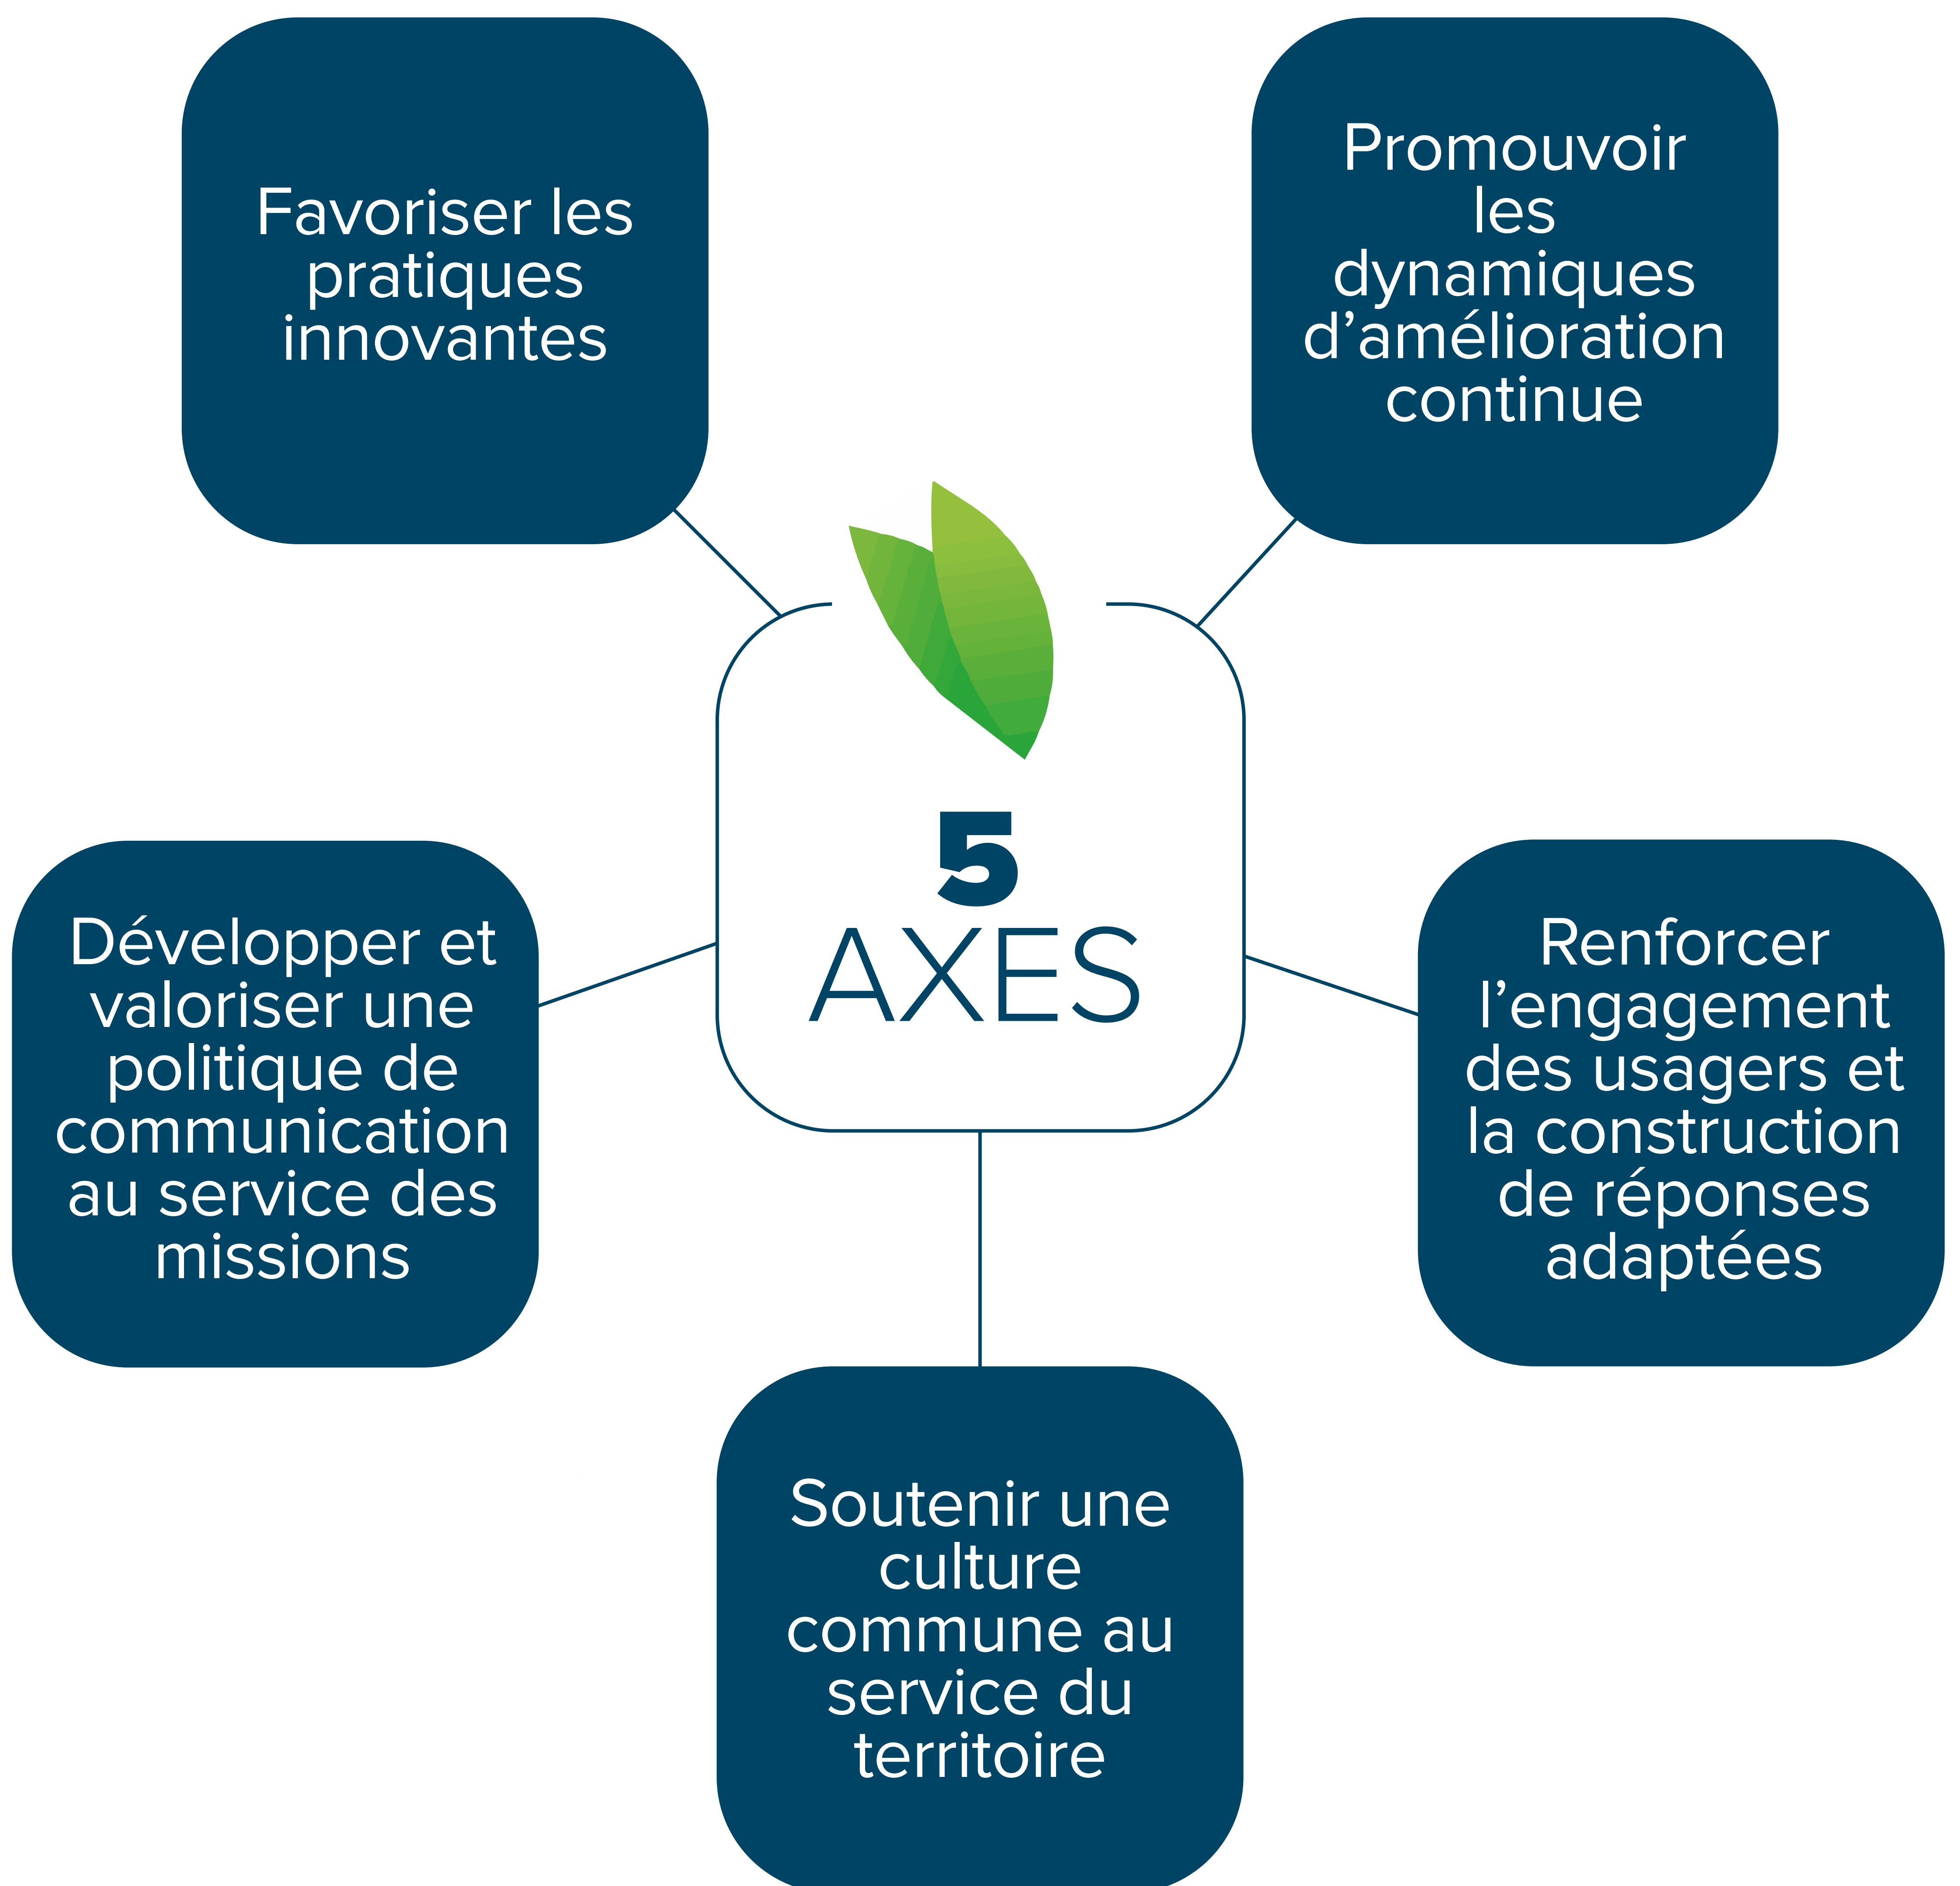 Favoriser les
pratiques
innovantes
Promouvoir
les
dynamiques
d’amélioration
continue
5
AXES
Développer et
valoriser une
politique de
communication
au service des
missions
Renforcer
l’engagement
des usagers et
la construction
de réponses
adaptées
Soutenir une
culture
commune au
service du
territoire